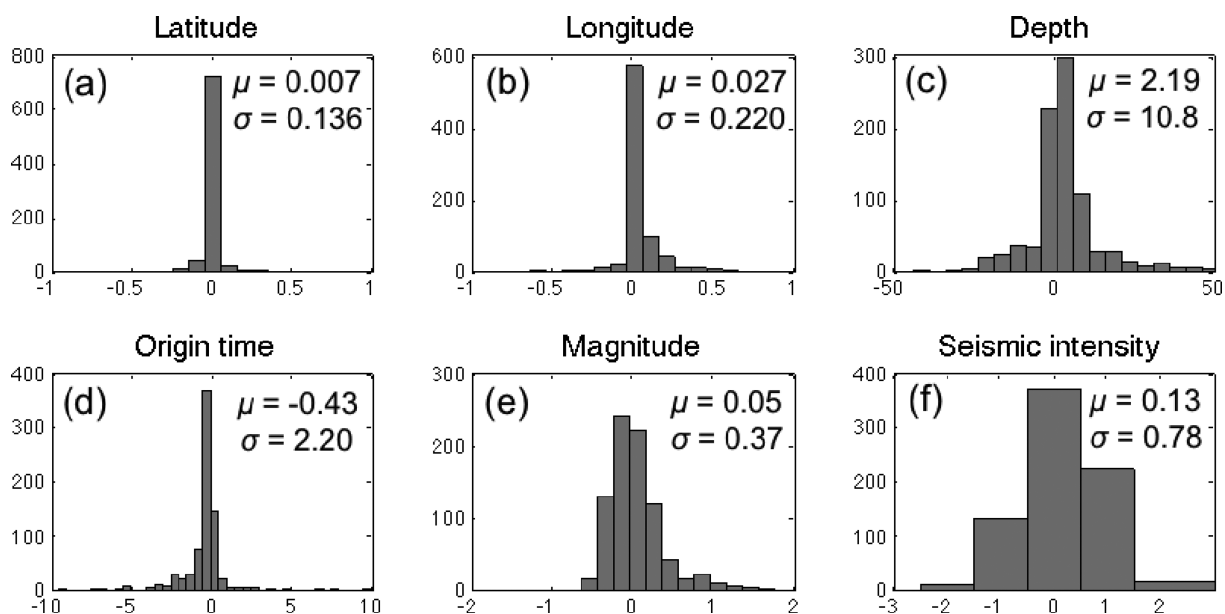 Latitude
(a)
μ = 0.007
σ = 0.136
800
600
400
200
0
-1
-0.5
0
0.5
1
Longitude
(b)
μ = 0.027
σ = 0.220
600
400
200
0
-1
-0.5
0
0.5
1
Depth
(c)
μ = 2.19
σ = 10.8
300
200
100
0
-50
0
50
Origin time
(d)
μ = -0.43
σ = 2.20
400
300
200
100
0
-10
-5
0
5
10
Magnitude
(e)
μ = 0.05
σ = 0.37
300
200
100
0
-2
-1
0
1
2
Seismic intensity
(f)
μ = 0.13
σ = 0.78
400
300
200
100
0
-3
-2
-1
0
1
2